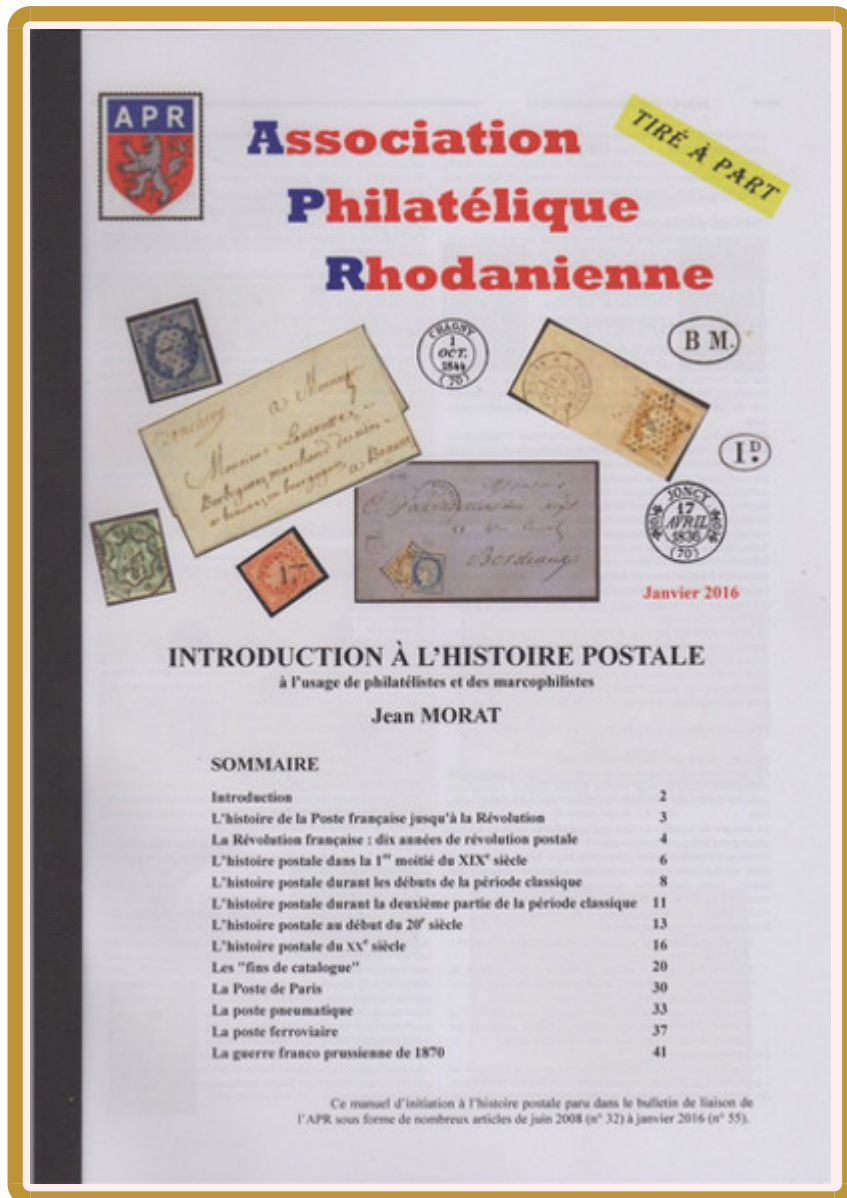 APR
Association
Philatélique
Rhodanienne
TIRÉ À PART
CHAGNY
1
OCT.
1844
(70)
B M.
I D.
JONCY
17
AVRIL
1836
(70)
à Beaune
Bordeaux
Janvier 2016
INTRODUCTION À L'HISTOIRE POSTALE
à l'usage de philatélistes et des marcophilistes
Jean MORAT
SOMMAIRE
Introduction 2
L'histoire de la Poste française jusqu'à la Révolution 3
La Révolution française : dix années de révolution postale 4
L'histoire postale dans la 1re moitié du XIXe siècle 6
L'histoire postale durant les débuts de la période classique 8
L'histoire postale durant la deuxième partie de la période classique 11
L'histoire postale au début du 20e siècle 13
L'histoire postale du XXe siècle 16
Les "fins de catalogue" 20
La Poste de Paris 30
La poste pneumatique 33
La poste ferroviaire 37
La guerre franco prussienne de 1870 41
Ce manuel d'initiation à l'histoire postale paru dans le bulletin de liaison de
l'APR sous forme de nombreux articles de juin 2008 (n° 32) à janvier 2016 (n° 55).